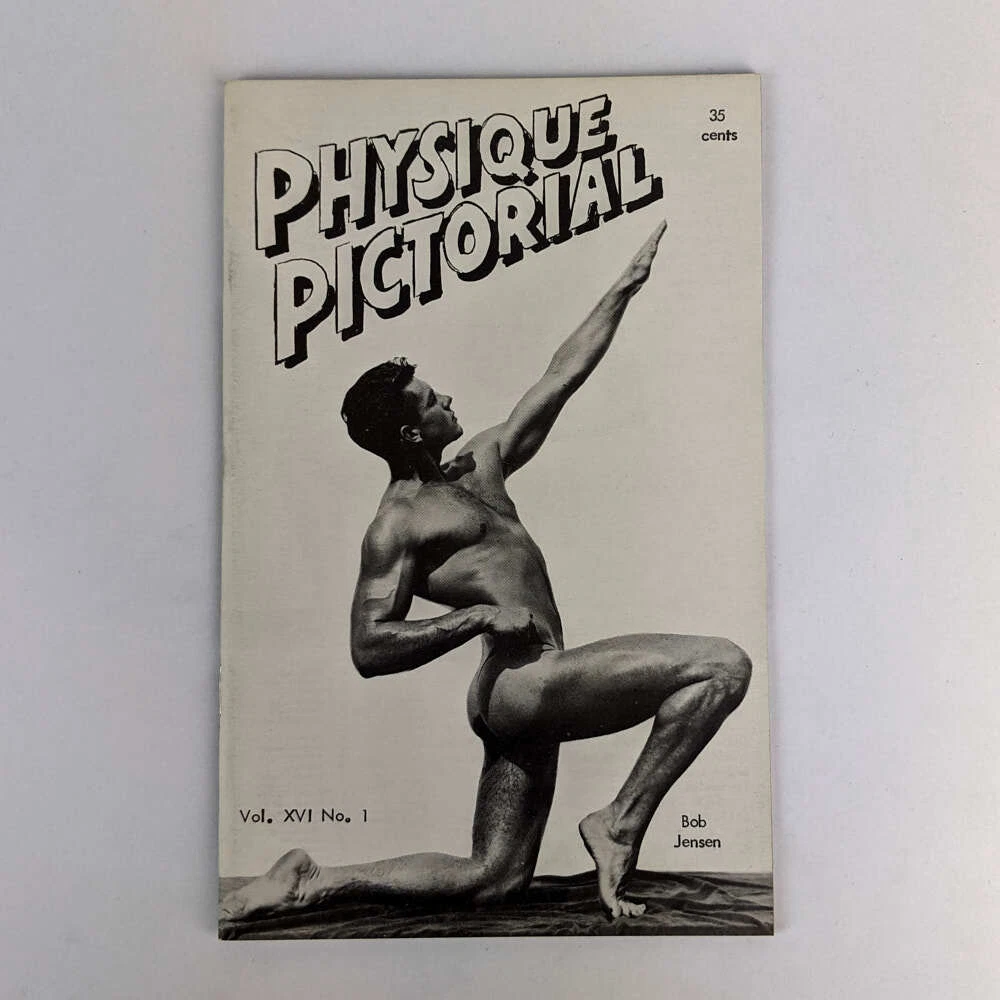 PHYSIQUE
PICTORIAL
35
cents
Vol. XVI No. 1
Bob
Jensen